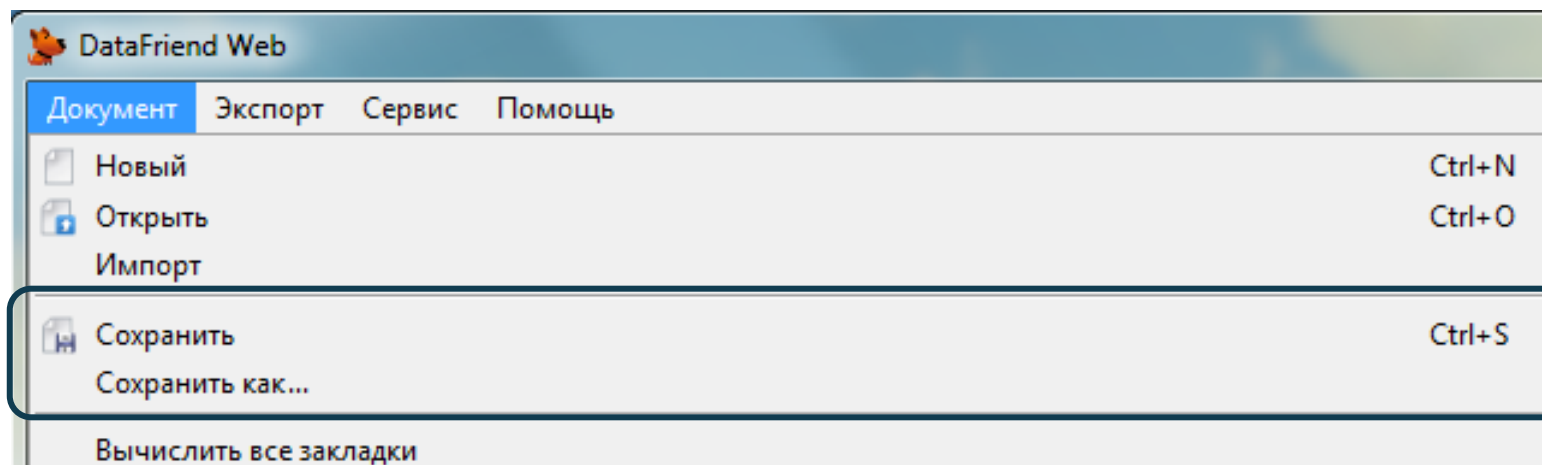 DataFriend Web
Документ Экспорт Сервис Помощь
Новый Ctrl+N
Открыть Ctrl+O
Импорт
Сохранить Ctrl+S
Сохранить как...
Вычислить все закладки